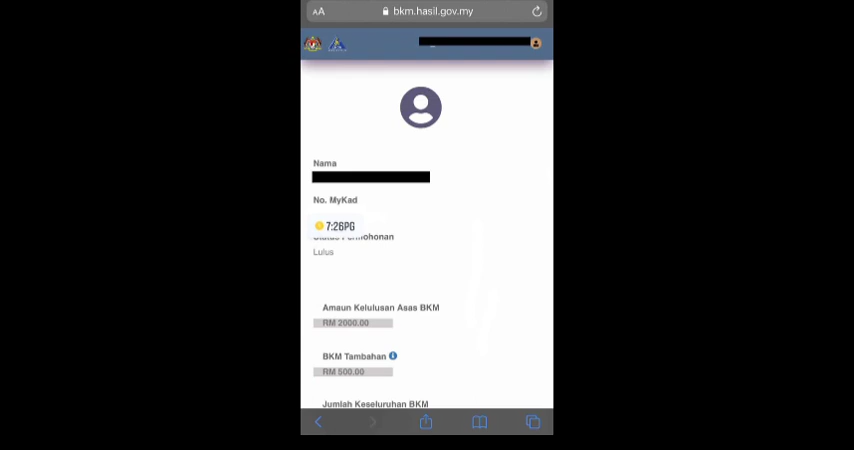 AA bkm.hasil.gov.my
Nama
No. MyKad
7:26PG
Status Permohonan
Lulus
Amaun Kelulusan Asas BKM
RM 2000.00
BKM Tambahan
RM 500.00
Jumlah Keseluruhan BKM